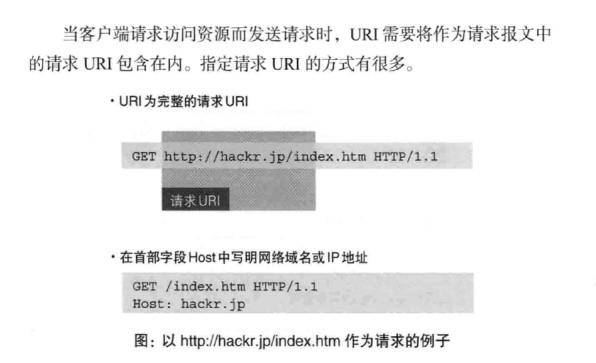 当客户端请求访问资源而发送请求时，URI 需要将作为请求报文中
的请求 URI 包含在内。指定请求 URI 的方式有很多。
・URI为完整的请求URI
GET http://hackr.jp/index.htm HTTP/1.1
请求URI
・在首部字段Host中写明网络域名或IP地址
GET /index.htm HTTP/1.1
Host: hackr.jp
图：以 http://hackr.jp/index.htm 作为请求的例子